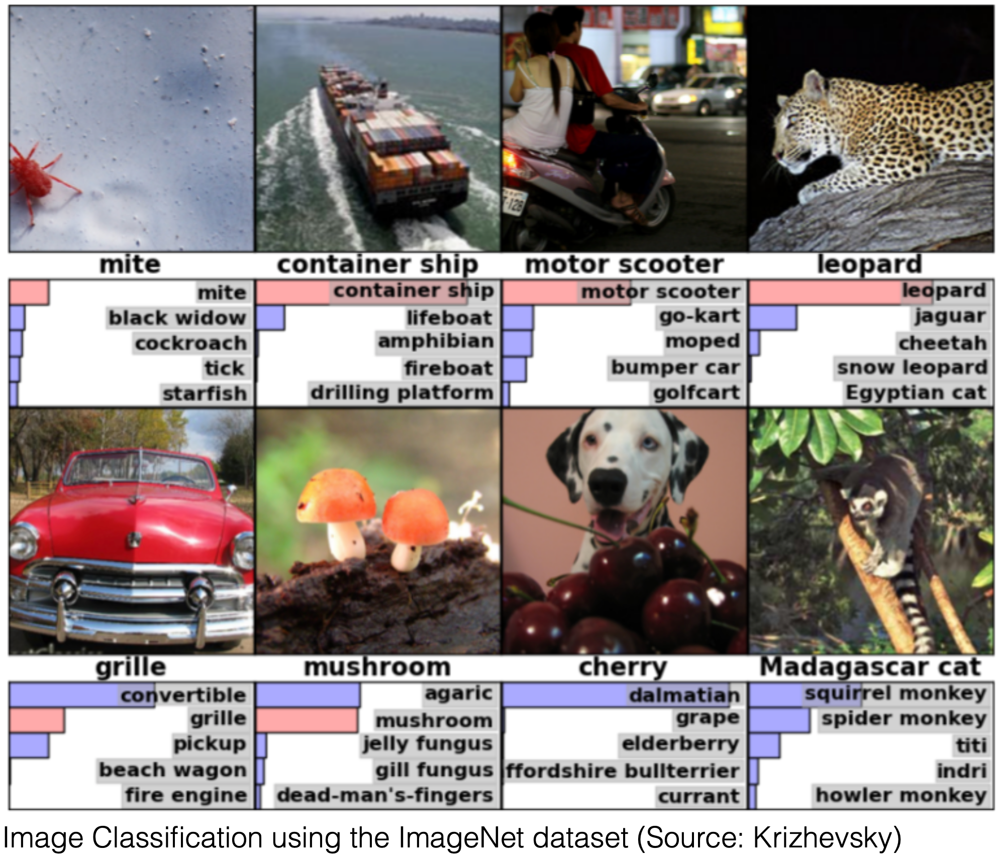 128
mite
container ship
motor scooter
leopard
mite
black widow
cockroach
tick
starfish
container ship
lifeboat
amphibian
fireboat
drilling platform
motor scooter
go-kart
moped
bumper car
golfcart
leopard
jaguar
cheetah
snow leopard
Egyptian cat
grille
mushroom
cherry
Madagascar cat
convertible
grille
pickup
beach wagon
fire engine
agaric
mushroom
jelly fungus
gill fungus
dead-man's-fingers
dalmatian
grape
elderberry
ffordshire bullterrier
currant
squirrel monkey
spider monkey
titi
indri
howler monkey
Image Classification using the ImageNet dataset (Source: Krizhevsky)